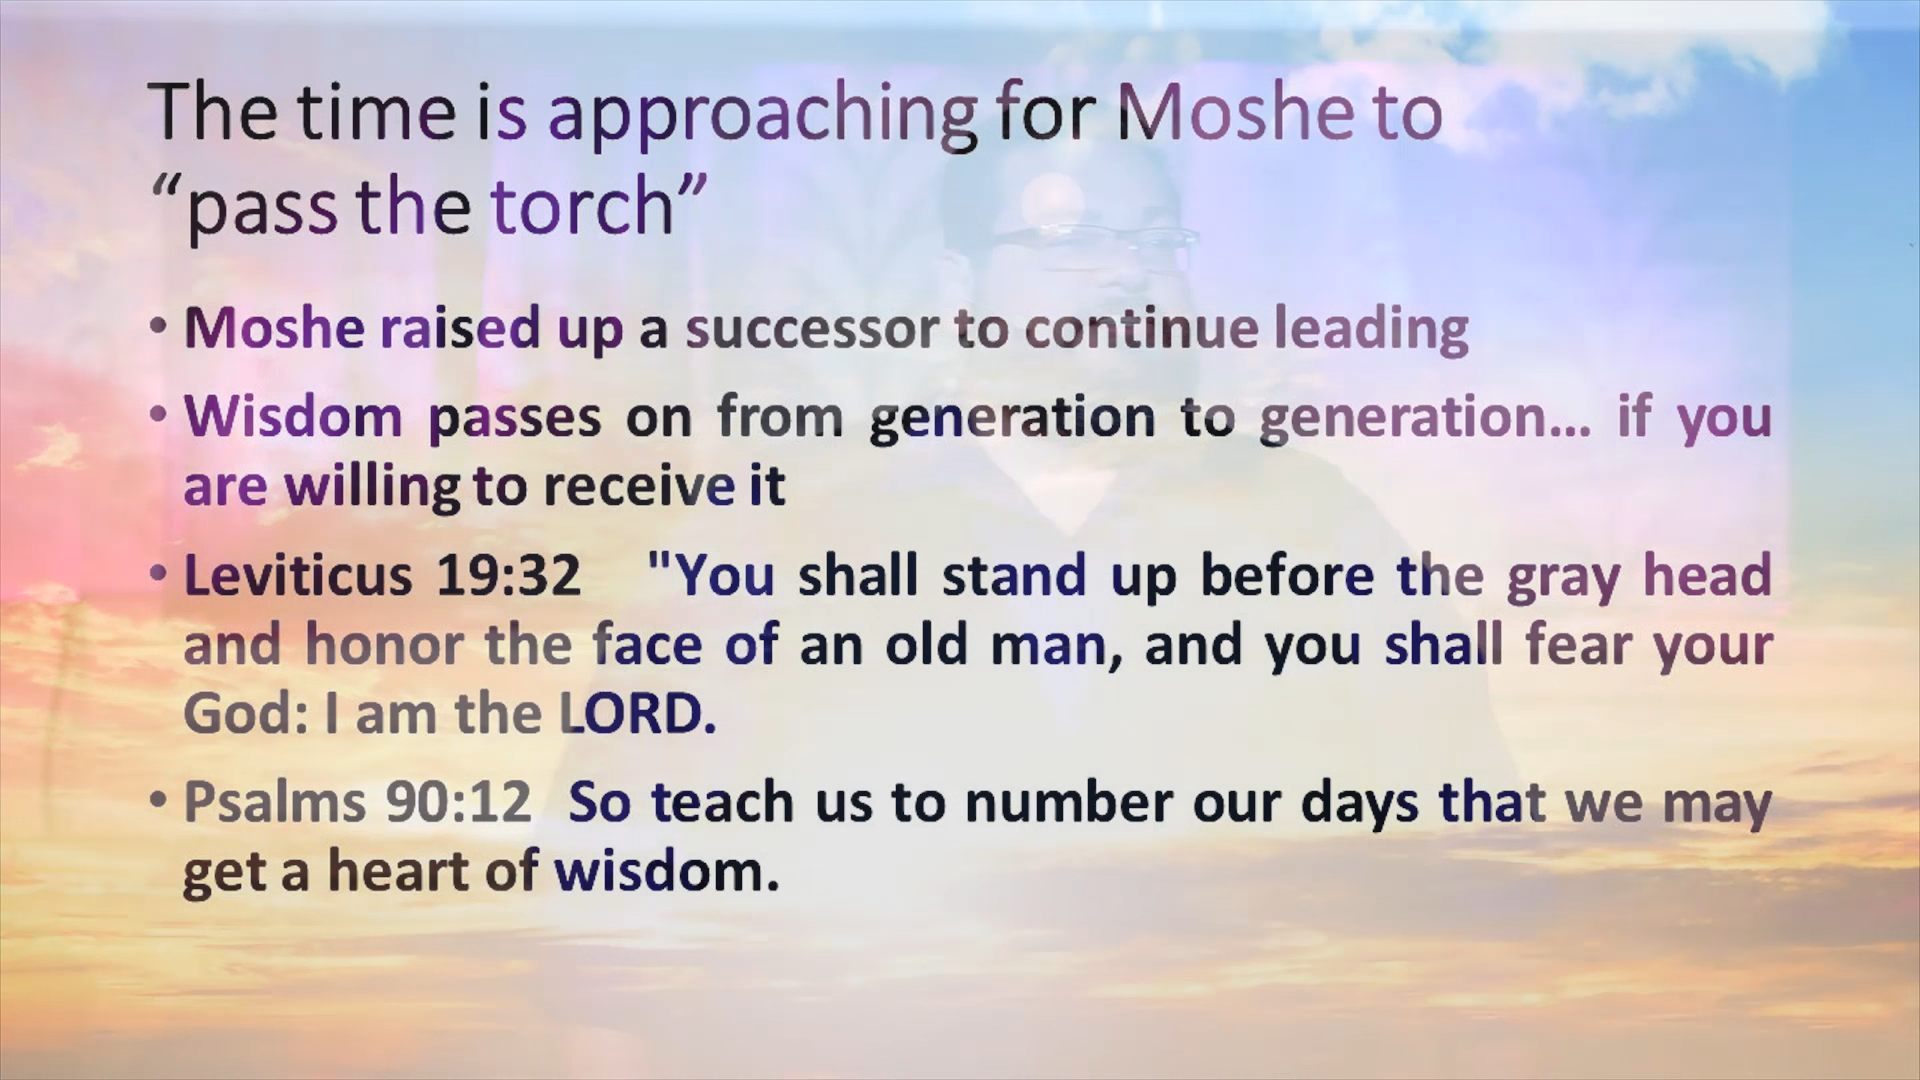 The time is approaching for Moshe to
“pass the torch”
• Moshe raised up a successor to continue leading
• Wisdom passes on from generation to generation... if you
are willing to receive it
• Leviticus 19:32 "You shall stand up before the gray head
and honor the face of an old man, and you shall fear your
God: I am the LORD.
• Psalms 90:12 So teach us to number our days that we may
get a heart of wisdom.